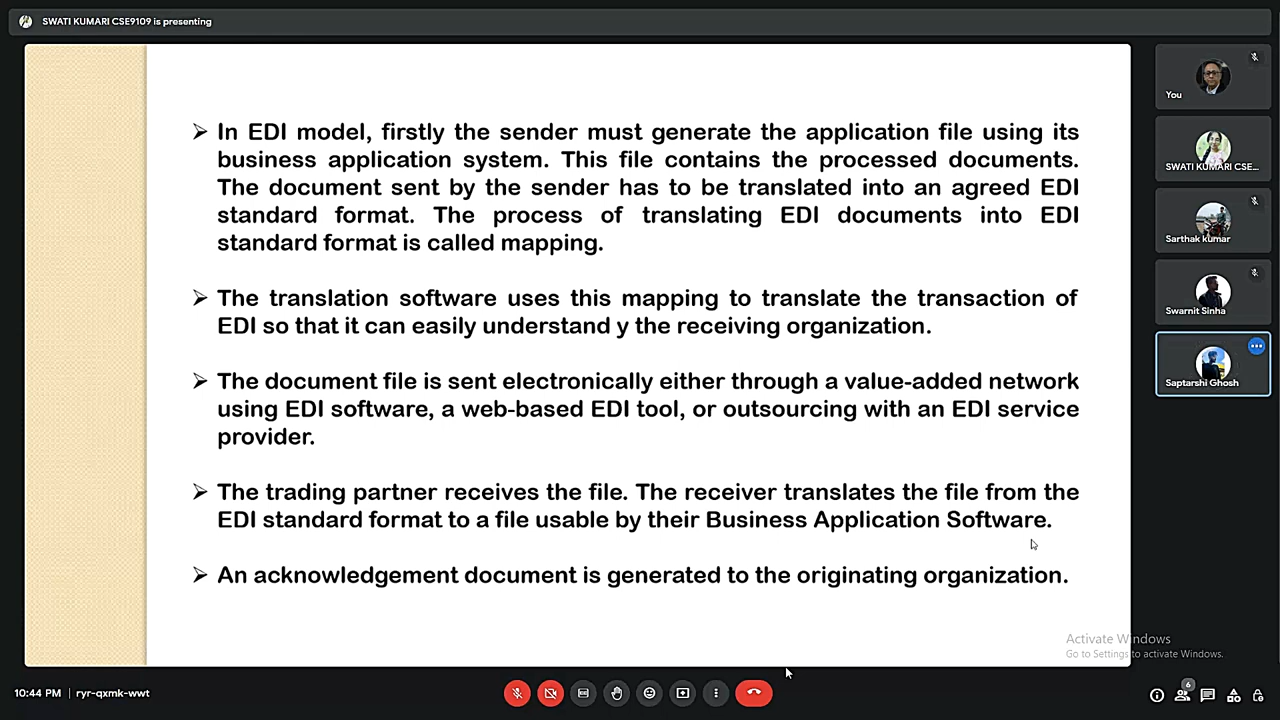 SWATI KUMARI CSE9109 is presenting
➢ In EDI model, firstly the sender must generate the application file using its
business application system. This file contains the processed documents.
The document sent by the sender has to be translated into an agreed EDI
standard format. The process of translating EDI documents into EDI
standard format is called mapping.
➢ The translation software uses this mapping to translate the transaction of
EDI so that it can easily understand y the receiving organization.
➢ The document file is sent electronically either through a value-added network
using EDI software, a web-based EDI tool, or outsourcing with an EDI service
provider.
➢ The trading partner receives the file. The receiver translates the file from the
EDI standard format to a file usable by their Business Application Software.
➢ An acknowledgement document is generated to the originating organization.
You
SWATI KUMARI CSE...
Sarthak kumar
Swarnit Sinha
Saptarshi Ghosh
Activate Windows
Go to Settings to activate Windows.
10:44 PM | ryr-qxmk-wwt
6